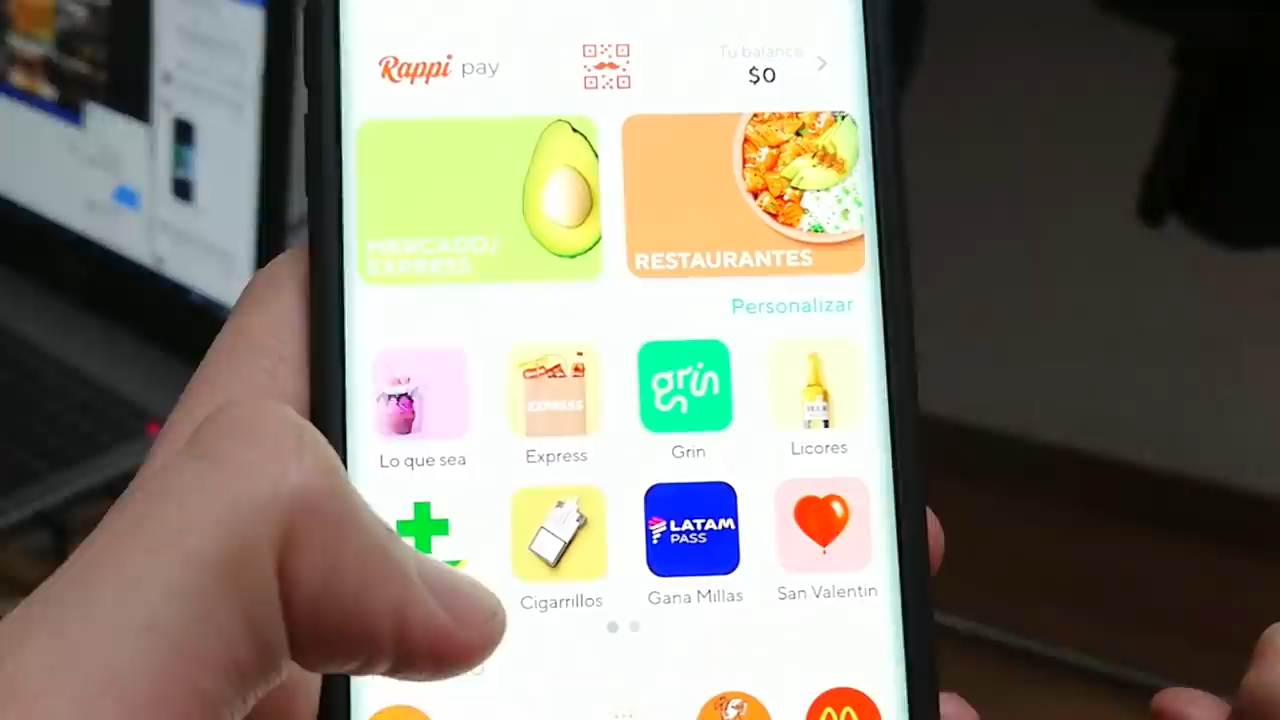 Rappi pay
Tu balance
$0
MERCADO/
EXPRESS
RESTAURANTES
Personalizar
EXPRESS
grin
Lo que sea
Express
Grin
Licores
LATAM
PASS
Cigarrillos
Gana Millas
San Valentin